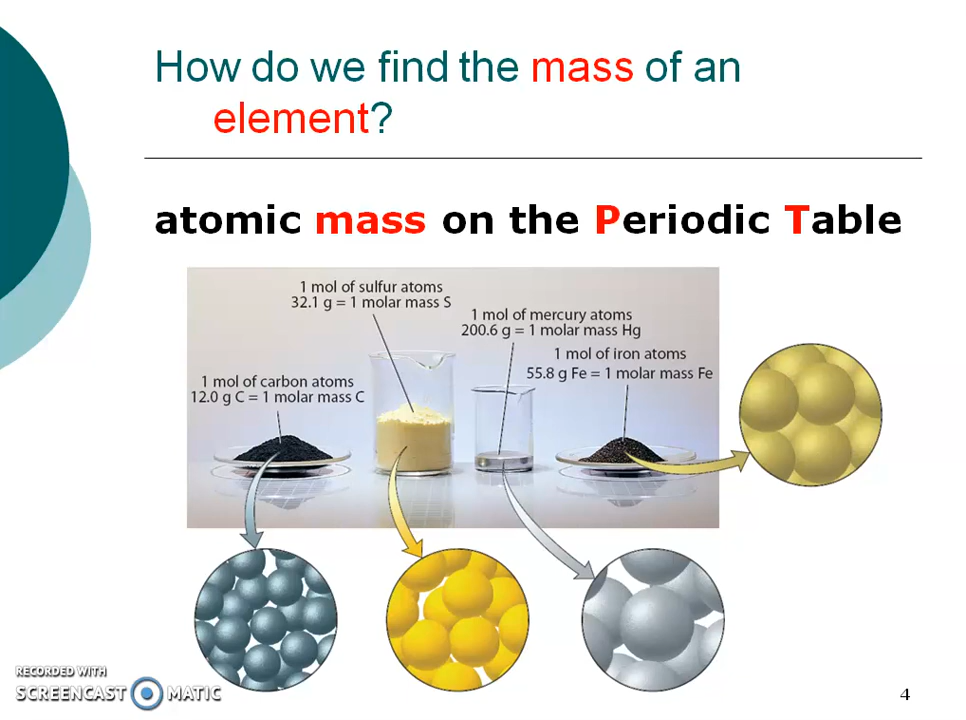 How do we find the mass of an
element?
atomic mass on the Periodic Table
1 mol of sulfur atoms
32.1 g = 1 molar mass S
1 mol of mercury atoms
200.6 g = 1 molar mass Hg
1 mol of iron atoms
55.8 g Fe = 1 molar mass Fe
1 mol of carbon atoms
12.0 g C = 1 molar mass C
RECORDED WITH
SCREENCAST MATIC
4